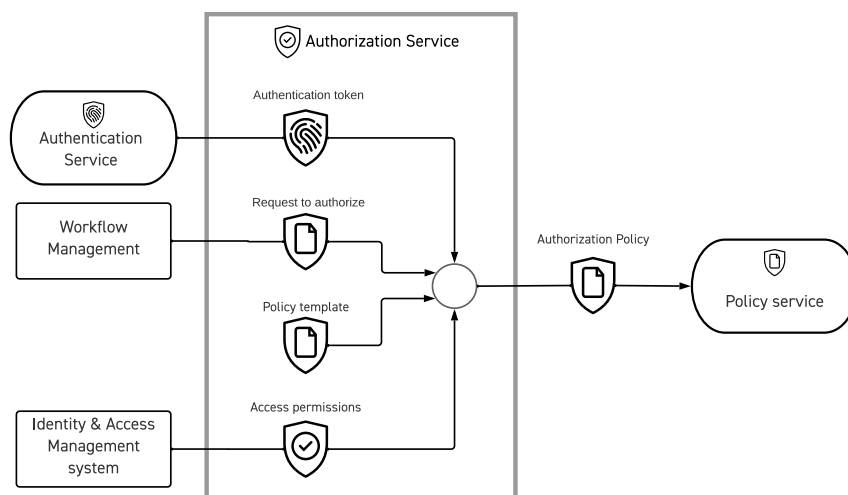 Authorization Service
Authentication token
Authentication
Service
Request to authorize
Workflow
Management
Authorization Policy
Policy template
Policy service
Access permissions
Identity & Access
Management
system